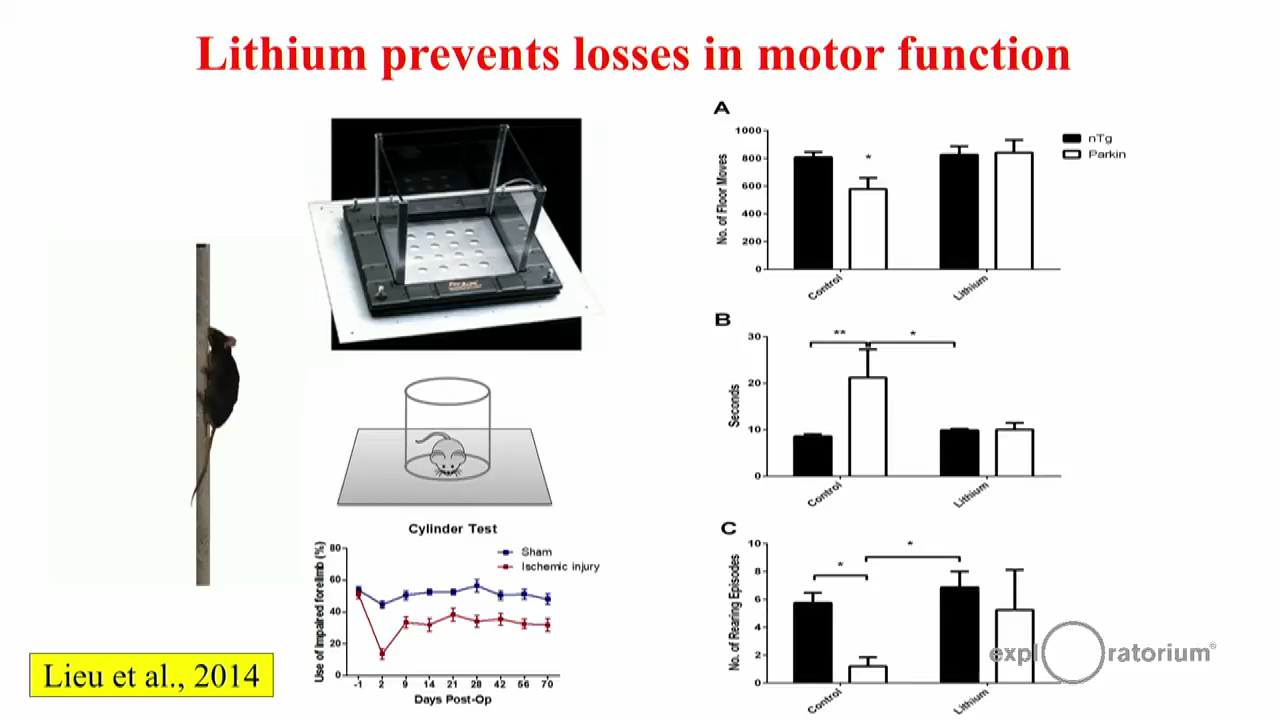 Lithium prevents losses in motor function
A
1000
800
600
400
200
0
No. of Floor Moves
*
nTg
Parkin
Control
Lithium
B
30
20
10
0
Seconds
**
*
Control
Lithium
Cylinder Test
80
60
40
20
0
Use of Impaired forelimb (%)
Sham
Ischemic injury
-1 2 9 14 21 28 42 56 70
Days Post-Op
C
10
8
6
4
2
0
No. of Rearing Episodes
*
*
Control
Lithium
Lieu et al., 2014
expl ratorium®